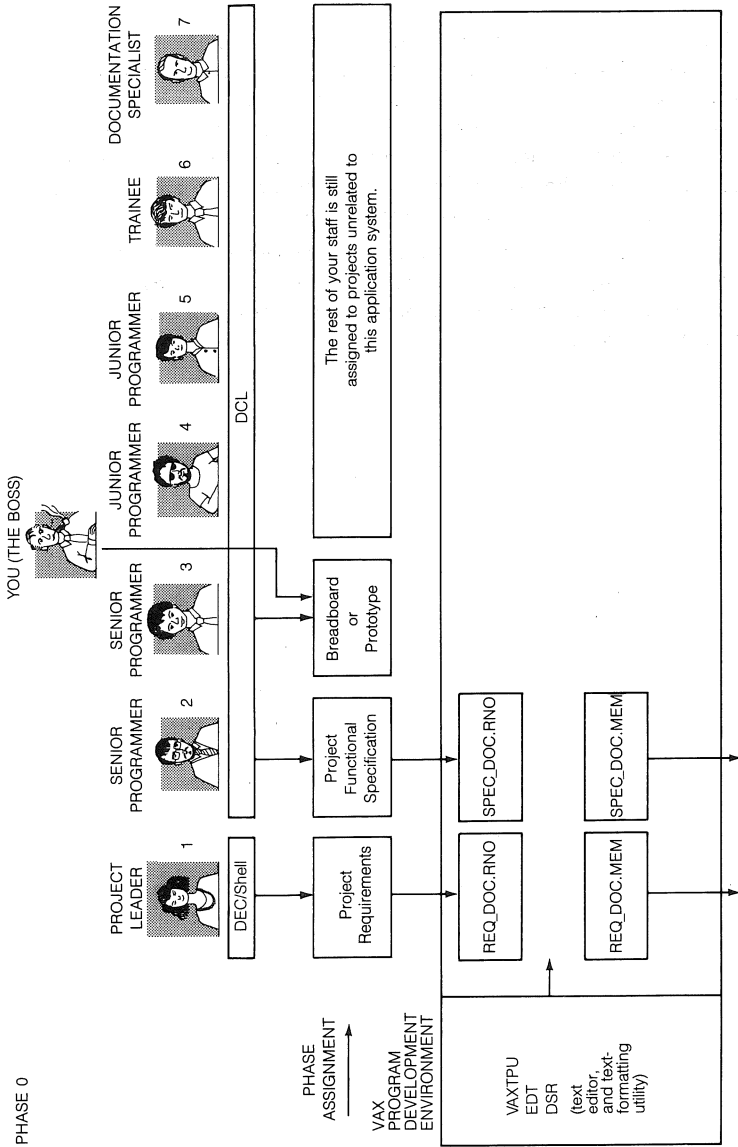 PHASE 0
YOU (THE BOSS)
PROJECT
LEADER
1
SENIOR
PROGRAMMER
2
SENIOR
PROGRAMMER
3
JUNIOR
PROGRAMMER
4
JUNIOR
PROGRAMMER
5
TRAINEE
6
DOCUMENTATION
SPECIALIST
7
DEC/Shell
DCL
PHASE
ASSIGNMENT
Project
Requirements
Project
Functional
Specification
Breadboard
or
Prototype
The rest of your staff is still
assigned to projects unrelated to
this application system.
VAX
PROGRAM
DEVELOPMENT
ENVIRONMENT
VAXTPU
EDT
DSR
(text
editor,
and text-
formatting
utility)
REQ_DOC.RNO
SPEC_DOC.RNO
REQ_DOC.MEM
SPEC_DOC.MEM